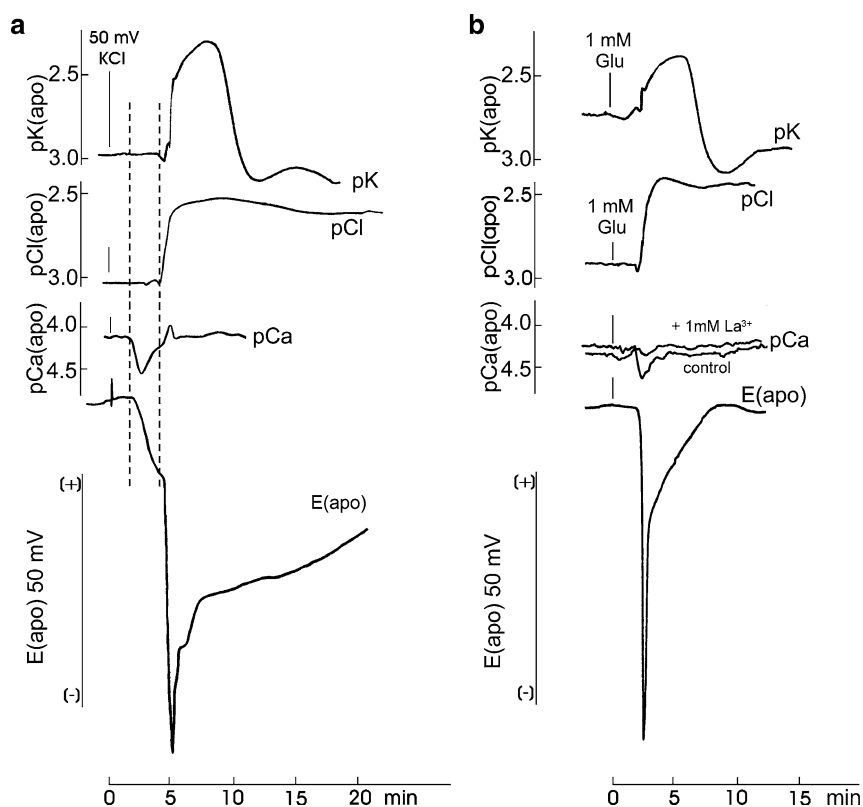 a
50 mV
KCl
pK(apo)
2.5
3.0
pK
pCl(apo)
2.5
3.0
pCl
pCa(apo)
4.0
4.5
pCa
E(apo) 50 mV
(+)
(-)
E(apo)
0 5 10 15 20 min
b
1 mM
Glu
pK(apo)
2.5
3.0
pK
1 mM
Glu
pCl(apo)
2.5
3.0
pCl
pCa(apo)
4.0
4.5
+ 1mM La³⁺
pCa
control
E(apo)
E(apo) 50 mV
(+)
(-)
0 5 10 15 min